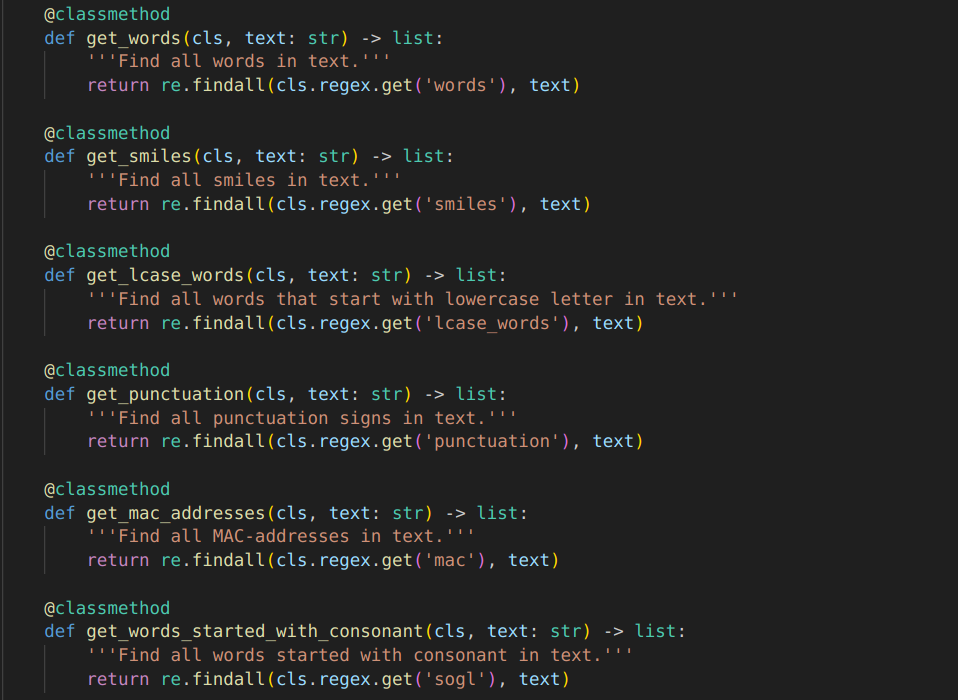 @classmethod
def get_words(cls, text: str) -> list:
    '''Find all words in text.'''
    return re.findall(cls.regex.get('words'), text)

@classmethod
def get_smiles(cls, text: str) -> list:
    '''Find all smiles in text.'''
    return re.findall(cls.regex.get('smiles'), text)

@classmethod
def get_lcase_words(cls, text: str) -> list:
    '''Find all words that start with lowercase letter in text.'''
    return re.findall(cls.regex.get('lcase_words'), text)

@classmethod
def get_punctuation(cls, text: str) -> list:
    '''Find all punctuation signs in text.'''
    return re.findall(cls.regex.get('punctuation'), text)

@classmethod
def get_mac_addresses(cls, text: str) -> list:
    '''Find all MAC-addresses in text.'''
    return re.findall(cls.regex.get('mac'), text)

@classmethod
def get_words_started_with_consonant(cls, text: str) -> list:
    '''Find all words started with consonant in text.'''
    return re.findall(cls.regex.get('sogl'), text)